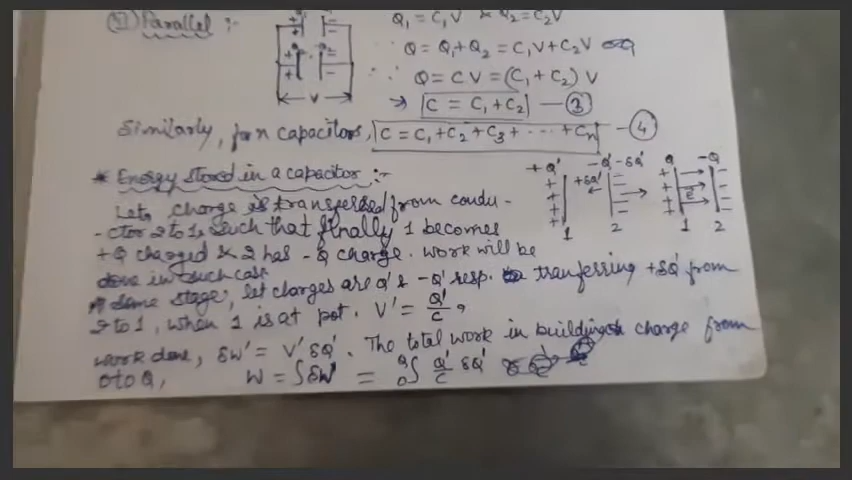 (II) Parallel :-
Q₁ = C₁V & Q₂ = C₂V
∴ Q = Q₁ + Q₂ = C₁V + C₂V
∴ Q = CV = (C₁ + C₂) V
→ C = C₁ + C₂ — (3)
V
Similarly, for n capacitors, C = C₁ + C₂ + C₃ + ---- + Cn — (4)
* Energy stored in a capacitor :-
+Q' -Q'-δQ' Q -Q
+δQ' E
1 2 1 2
Let, charge is transferred from condu-
-ctor 2 to 1, such that finally 1 becomes
+Q charged & 2 has -Q charge. work will be
done in such case
At some stage, let charges are Q' & -Q' resp. tranferring +δQ' from
2 to 1, when 1 is at pot. V' = Q'/C,
work done, δW' = V' δQ'. The total work in building charge from
0 to Q, W = ∫δW' = ₀∫^Q Q'/C δQ'